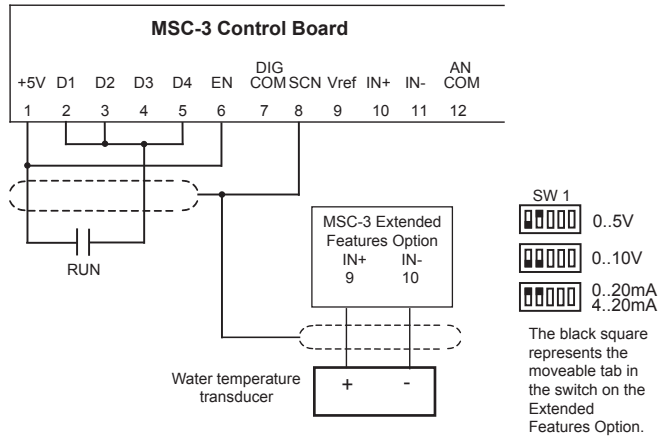 MSC-3 Control Board
+5V D1 D2 D3 D4 EN DIG COM SCN Vref IN+ IN- AN COM
1 2 3 4 5 6 7 8 9 10 11 12
RUN
MSC-3 Extended
Features Option
IN+ IN-
9 10
Water temperature
transducer
+ -
SW 1
0..5V
0..10V
0..20mA
4..20mA
The black square
represents the
moveable tab in
the switch on the
Extended
Features Option.